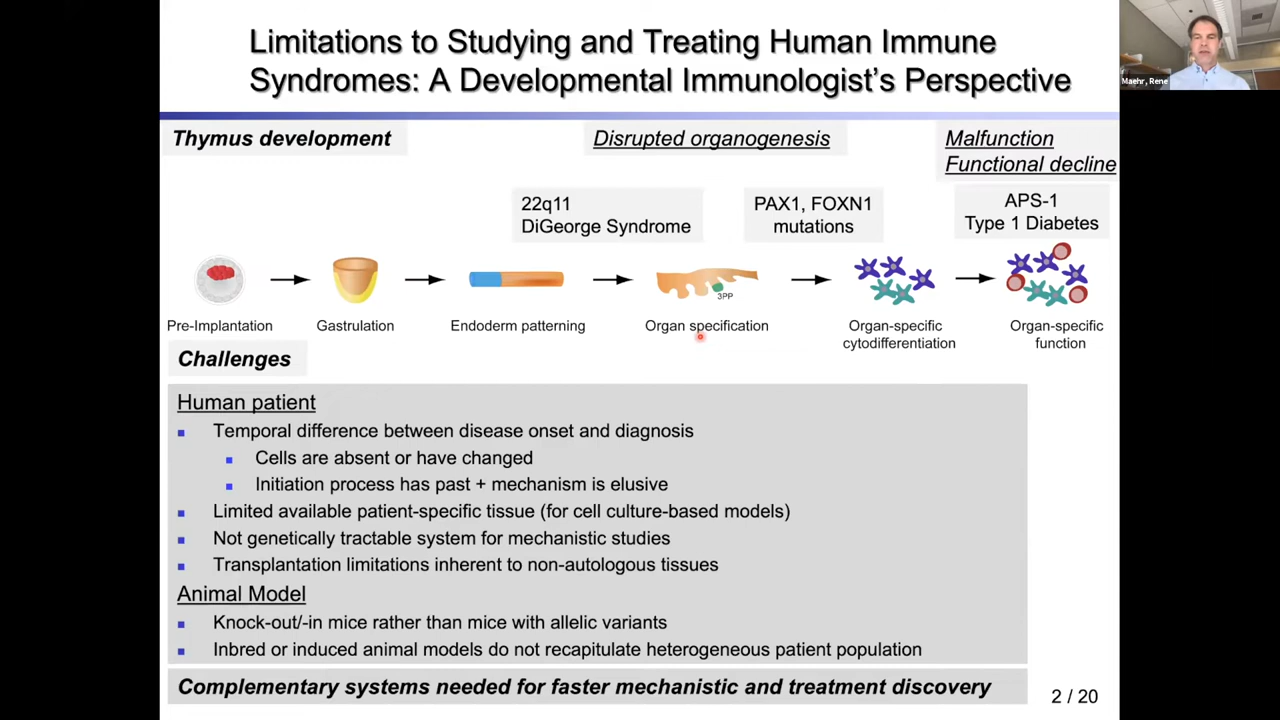 Limitations to Studying and Treating Human Immune
Syndromes: A Developmental Immunologist's Perspective
Maehr, Rene
Thymus development
Disrupted organogenesis
Malfunction
Functional decline
22q11
DiGeorge Syndrome
PAX1, FOXN1
mutations
APS-1
Type 1 Diabetes
3PP
Pre-Implantation
Gastrulation
Endoderm patterning
Organ specification
Organ-specific
cytodifferentiation
Organ-specific
function
Challenges
Human patient
Temporal difference between disease onset and diagnosis
Cells are absent or have changed
Initiation process has past + mechanism is elusive
Limited available patient-specific tissue (for cell culture-based models)
Not genetically tractable system for mechanistic studies
Transplantation limitations inherent to non-autologous tissues
Animal Model
Knock-out/-in mice rather than mice with allelic variants
Inbred or induced animal models do not recapitulate heterogeneous patient population
Complementary systems needed for faster mechanistic and treatment discovery
2 / 20